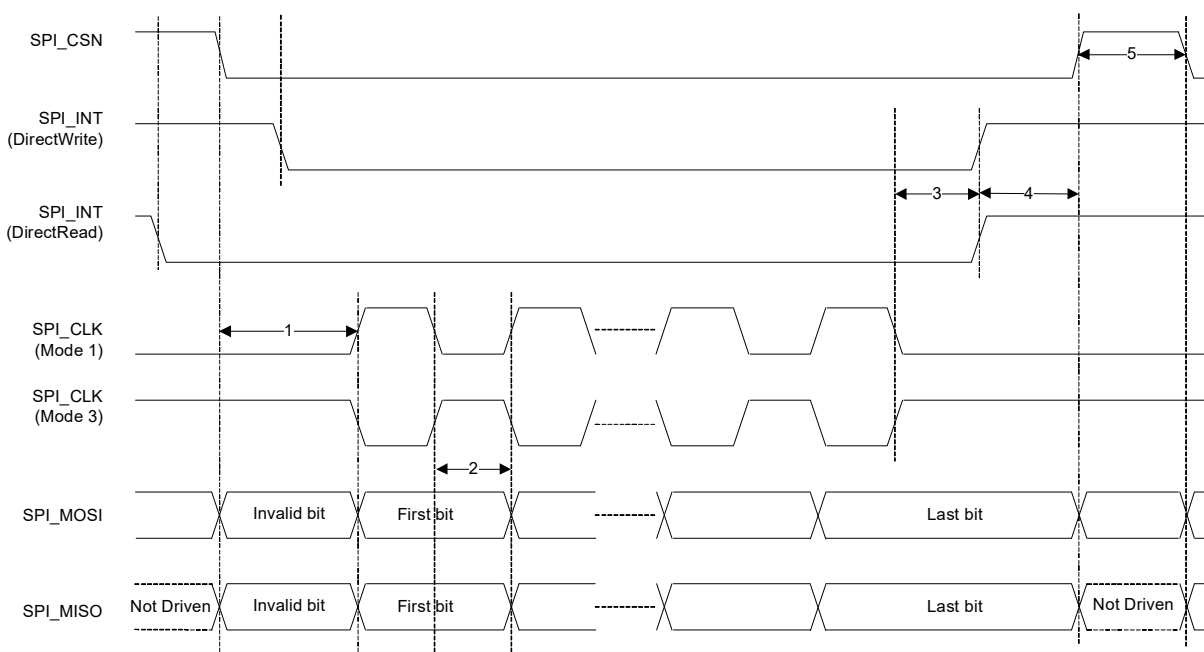 SPI_CSN
5
SPI_INT
(DirectWrite)
3
4
SPI_INT
(DirectRead)
1
SPI_CLK
(Mode 1)
SPI_CLK
(Mode 3)
2
SPI_MOSI
Invalid bit
First bit
Last bit
SPI_MISO
Not Driven
Invalid bit
First bit
Last bit
Not Driven